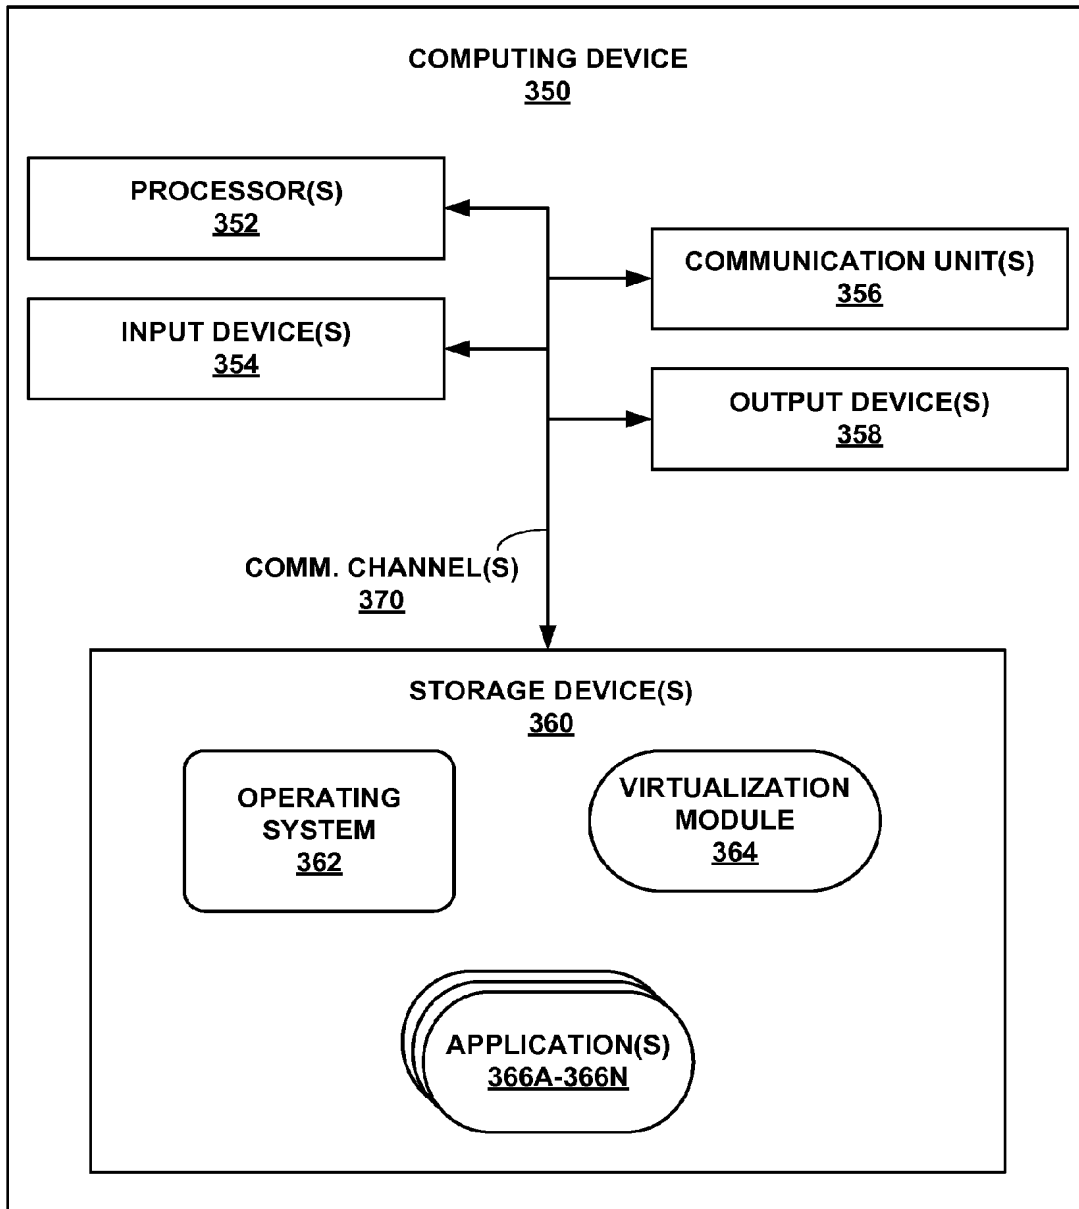 COMPUTING DEVICE
350
PROCESSOR(S)
352
COMMUNICATION UNIT(S)
356
INPUT DEVICE(S)
354
OUTPUT DEVICE(S)
358
COMM. CHANNEL(S)
370
STORAGE DEVICE(S)
360
OPERATING
SYSTEM
362
VIRTUALIZATION
MODULE
364
APPLICATION(S)
366A-366N